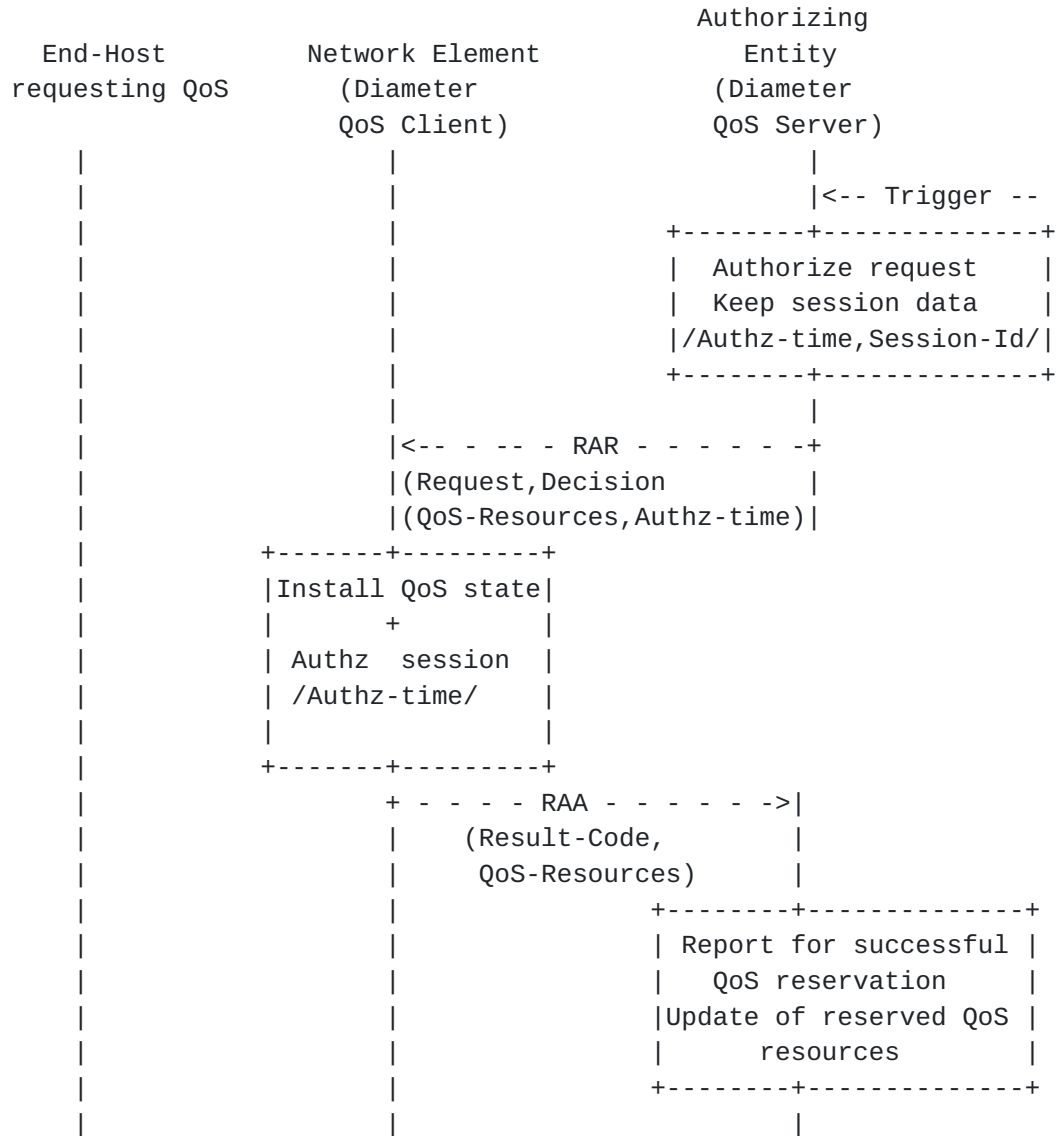 Authorizing
  End-Host         Network Element             Entity
requesting QoS       (Diameter               (Diameter
                     QoS Client)             QoS Server)
    |                   |                          |
    |                   |                          |<-- Trigger --
    |                   |                 +--------+--------------+
    |                   |                 |  Authorize request    |
    |                   |                 |  Keep session data    |
    |                   |                 |/Authz-time,Session-Id/|
    |                   |                 +--------+--------------+
    |                   |                          |
    |                   |<-- - -- - RAR - - - - - -+
    |                   |(Request,Decision         |
    |                   |(QoS-Resources,Authz-time)|
    |           +-------+---------+
    |           |Install QoS state|
    |           |       +         |
    |           | Authz  session  |
    |           | /Authz-time/    |
    |           |                 |
    |           +-------+---------+
    |                   + - - - - RAA - - - - - ->|
    |                   |    (Result-Code,        |
    |                   |     QoS-Resources)      |
    |                   |                +--------+--------------+
    |                   |                | Report for successful |
    |                   |                |   QoS reservation     |
    |                   |                |Update of reserved QoS |
    |                   |                |      resources        |
    |                   |                +--------+--------------+
    |                   |                         |